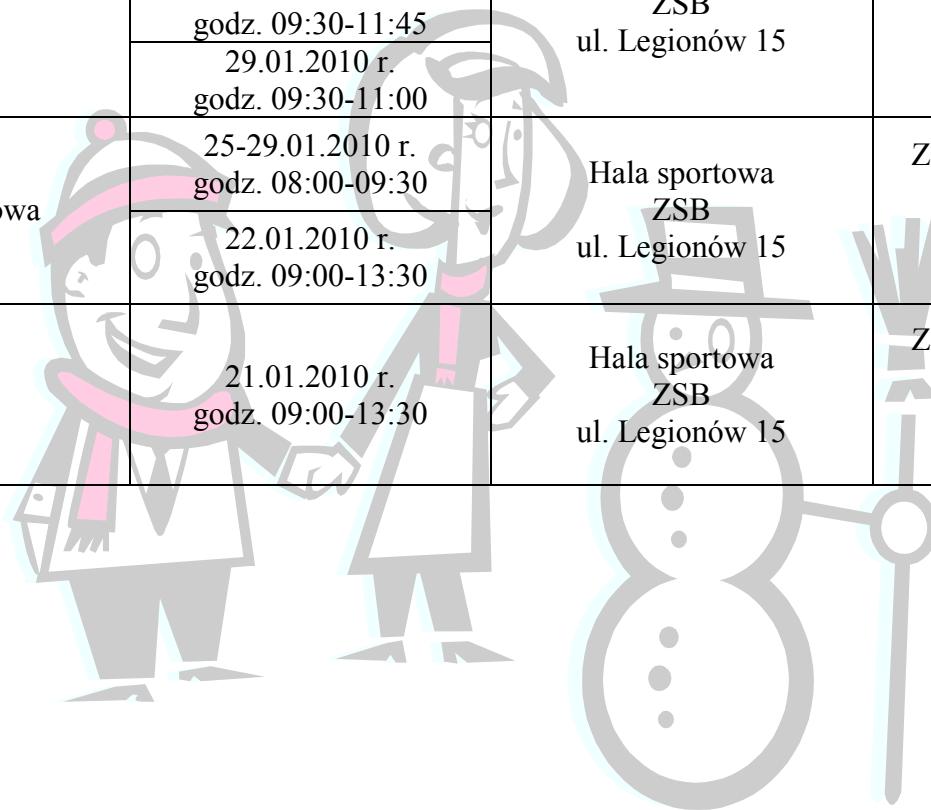 godz. 09:30-11:45
29.01.2010 r.
godz. 09:30-11:00
ZSB
ul. Legionów 15
owa
25-29.01.2010 r.
godz. 08:00-09:30
22.01.2010 r.
godz. 09:00-13:30
Hala sportowa
ZSB
ul. Legionów 15
Z
21.01.2010 r.
godz. 09:00-13:30
Hala sportowa
ZSB
ul. Legionów 15
Z